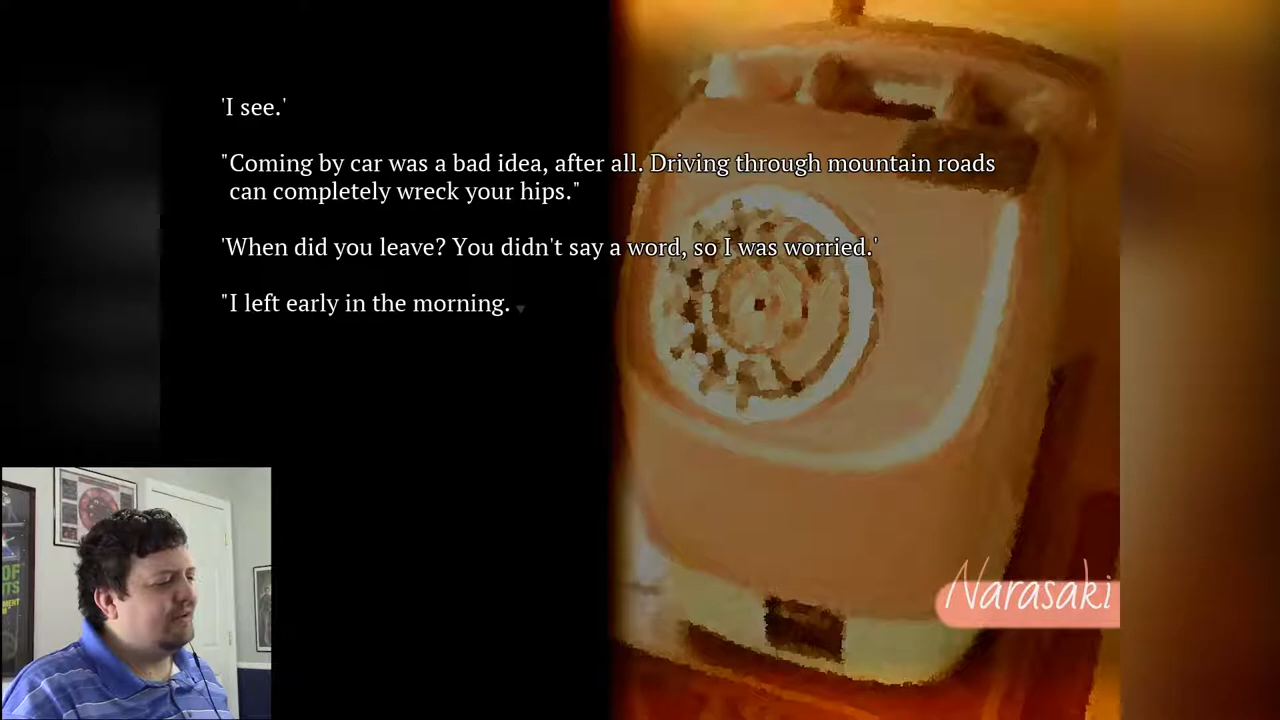 'I see.'
"Coming by car was a bad idea, after all. Driving through mountain roads
can completely wreck your hips."
'When did you leave? You didn't say a word, so I was worried.'
"I left early in the morning.
Narasaki